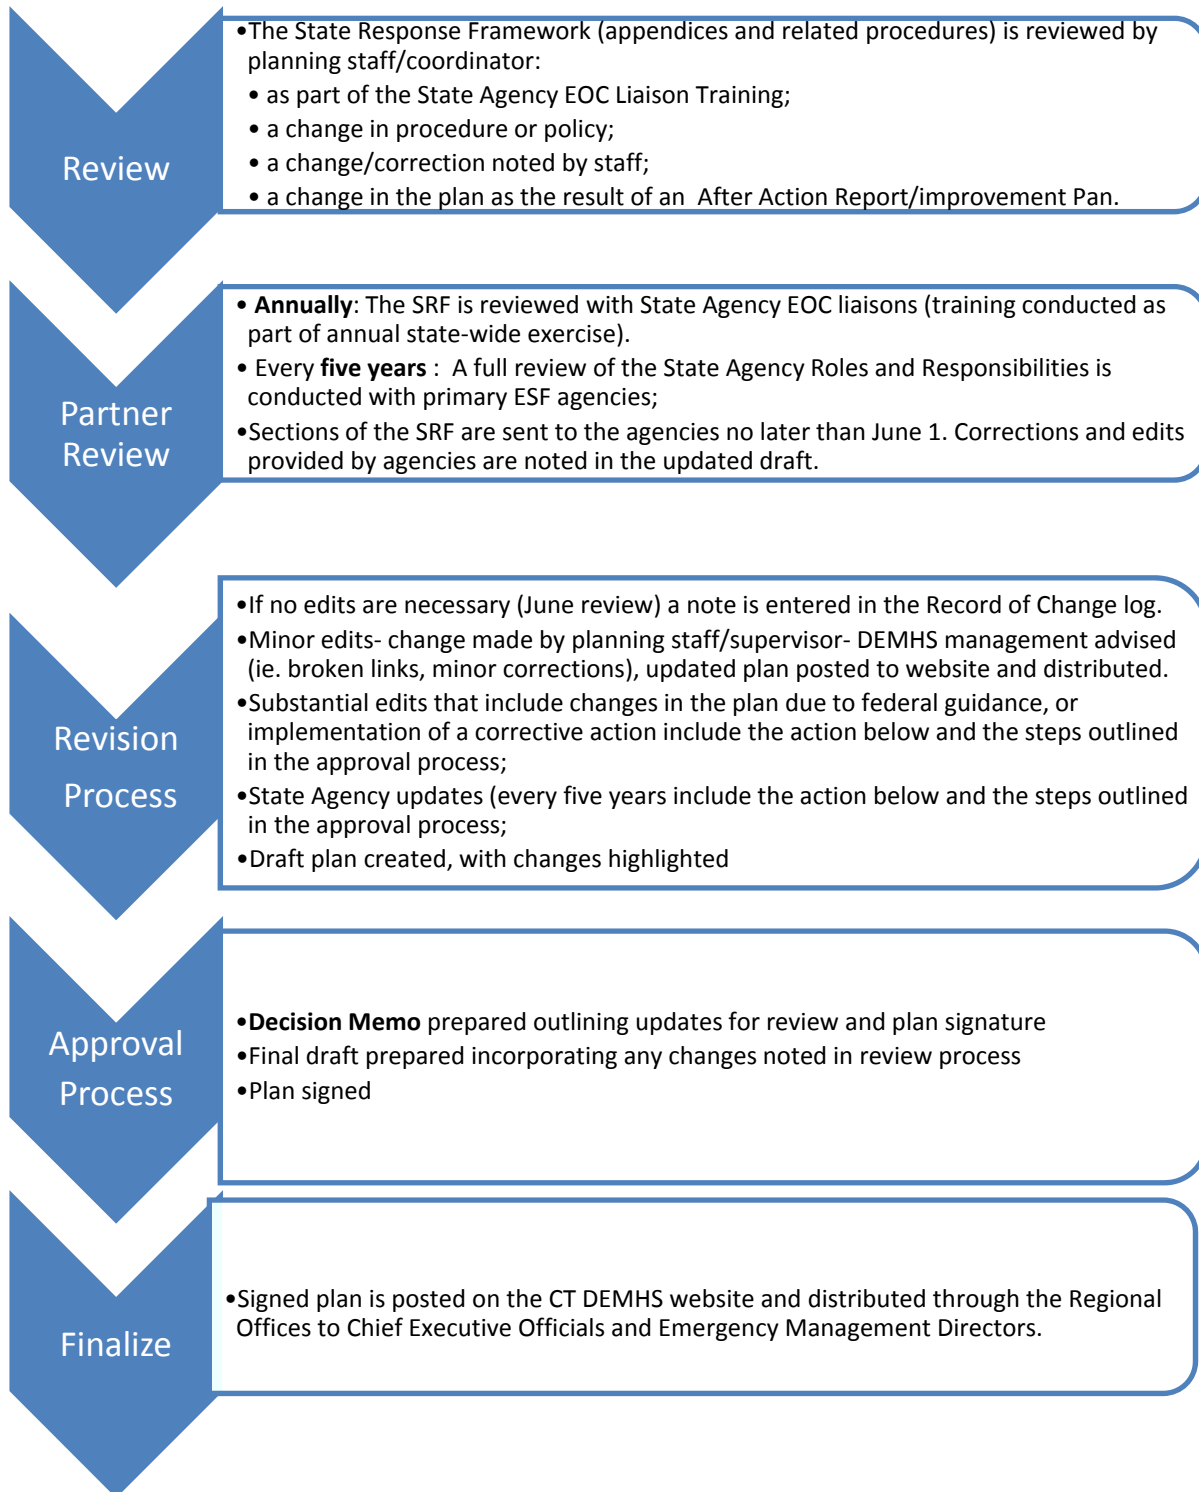 Review
•The State Response Framework (appendices and related procedures) is reviewed by
planning staff/coordinator:
• as part of the State Agency EOC Liaison Training;
• a change in procedure or policy;
• a change/correction noted by staff;
• a change in the plan as the result of an After Action Report/improvement Pan.
Partner
Review
• Annually: The SRF is reviewed with State Agency EOC liaisons (training conducted as
part of annual state-wide exercise).
• Every five years : A full review of the State Agency Roles and Responsibilities is
conducted with primary ESF agencies;
•Sections of the SRF are sent to the agencies no later than June 1. Corrections and edits
provided by agencies are noted in the updated draft.
Revision
Process
•If no edits are necessary (June review) a note is entered in the Record of Change log.
•Minor edits- change made by planning staff/supervisor- DEMHS management advised
(ie. broken links, minor corrections), updated plan posted to website and distributed.
•Substantial edits that include changes in the plan due to federal guidance, or
implementation of a corrective action include the action below and the steps outlined
in the approval process;
•State Agency updates (every five years include the action below and the steps outlined
in the approval process;
•Draft plan created, with changes highlighted
Approval
Process
•Decision Memo prepared outlining updates for review and plan signature
•Final draft prepared incorporating any changes noted in review process
•Plan signed
Finalize
•Signed plan is posted on the CT DEMHS website and distributed through the Regional
Offices to Chief Executive Officials and Emergency Management Directors.